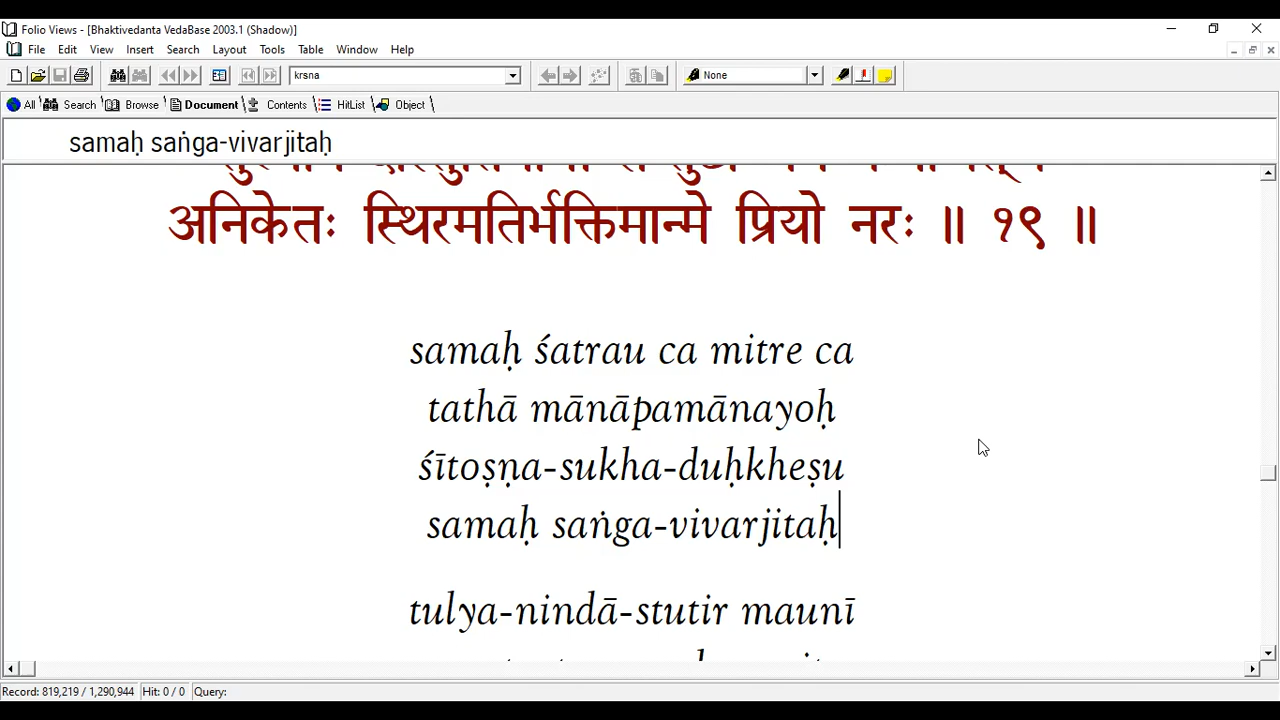 Folio Views - [Bhaktivedanta VedaBase 2003.1 (Shadow)]
File Edit View Insert Search Layout Tools Table Window Help
krsna None
All Search Browse Document Contents HitList Object
samaḥ saṅga-vivarjitaḥ
अनिकेतः स्थिरमतिर्भक्तिमान्मे प्रियो नरः ॥ १९ ॥
samaḥ śatrau ca mitre ca
tathā mānāpamānayoḥ
śītoṣṇa-sukha-duḥkheṣu
samaḥ saṅga-vivarjitaḥ
tulya-nindā-stutir maunī
Record: 819,219 / 1,290,944 Hit: 0 / 0 Query: